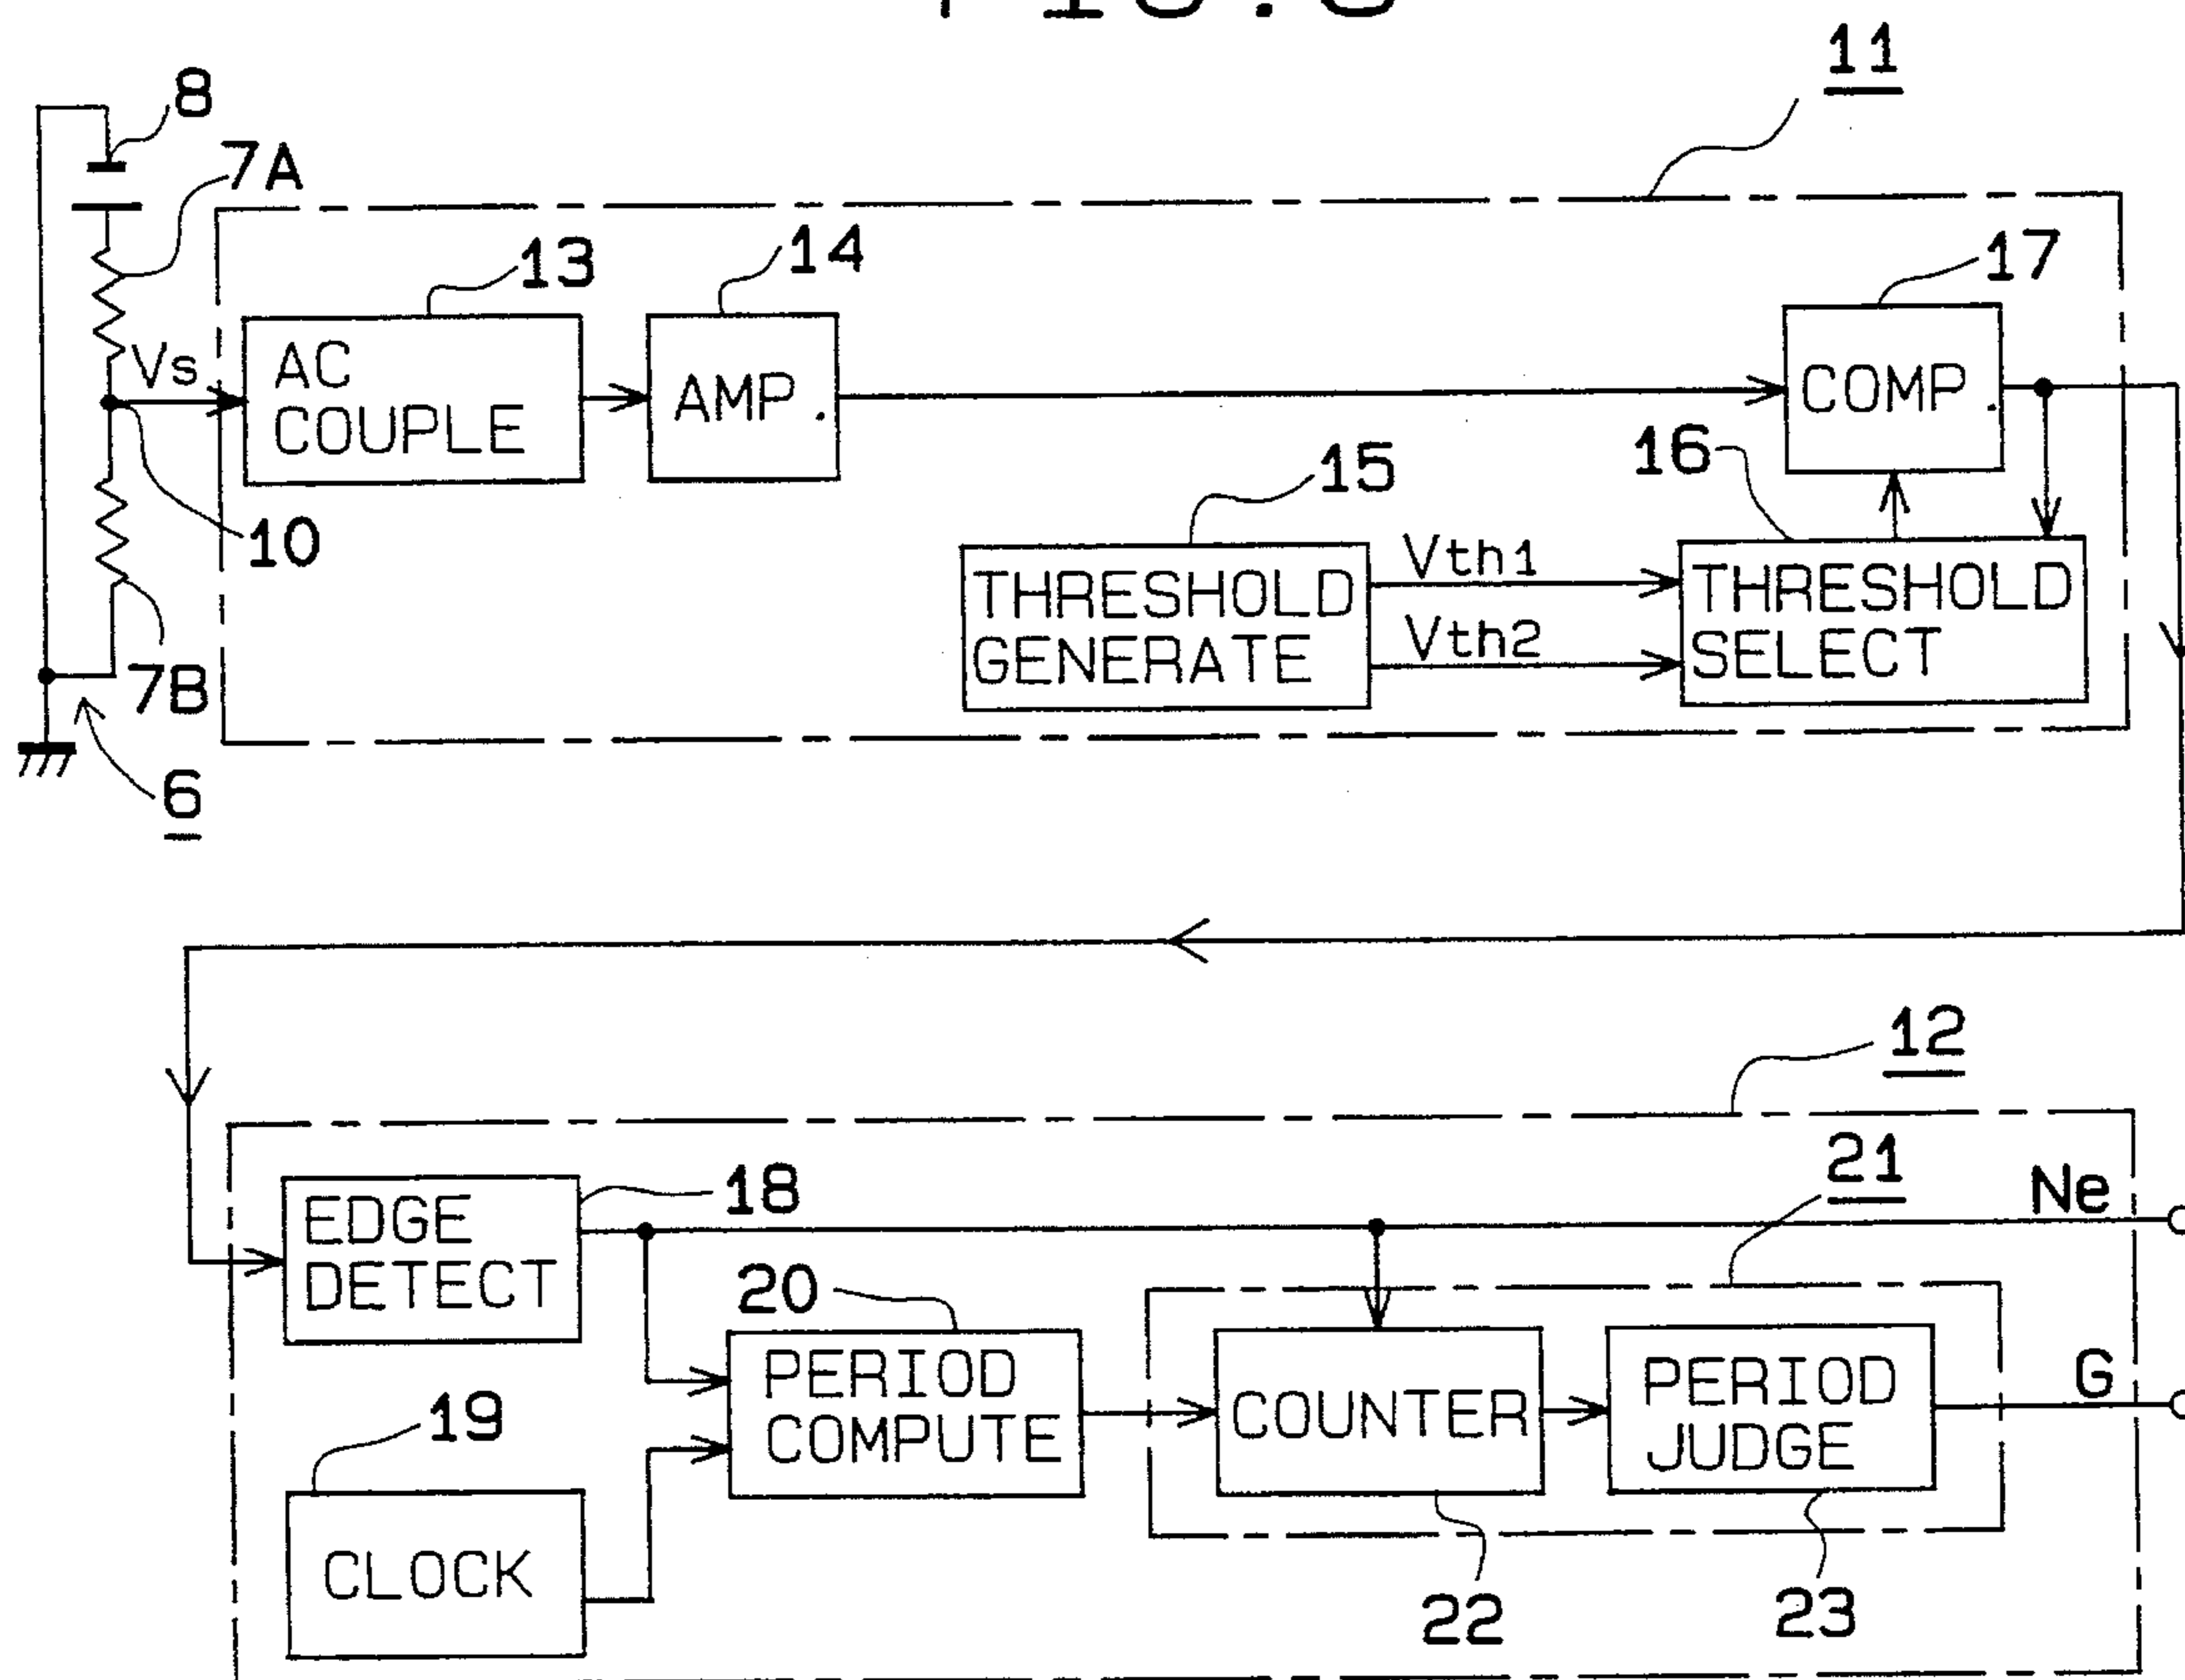 11
8
7A
13
14
17
Vs
AC
COUPLE
AMP.
COMP.
16
15
10
Vth1
THRESHOLD
GENERATE
THRESHOLD
SELECT
Vth2
7B
6
12
21
Ne
18
EDGE
DETECT
20
G
PERIOD
COMPUTE
COUNTER
PERIOD
JUDGE
19
CLOCK
22
23